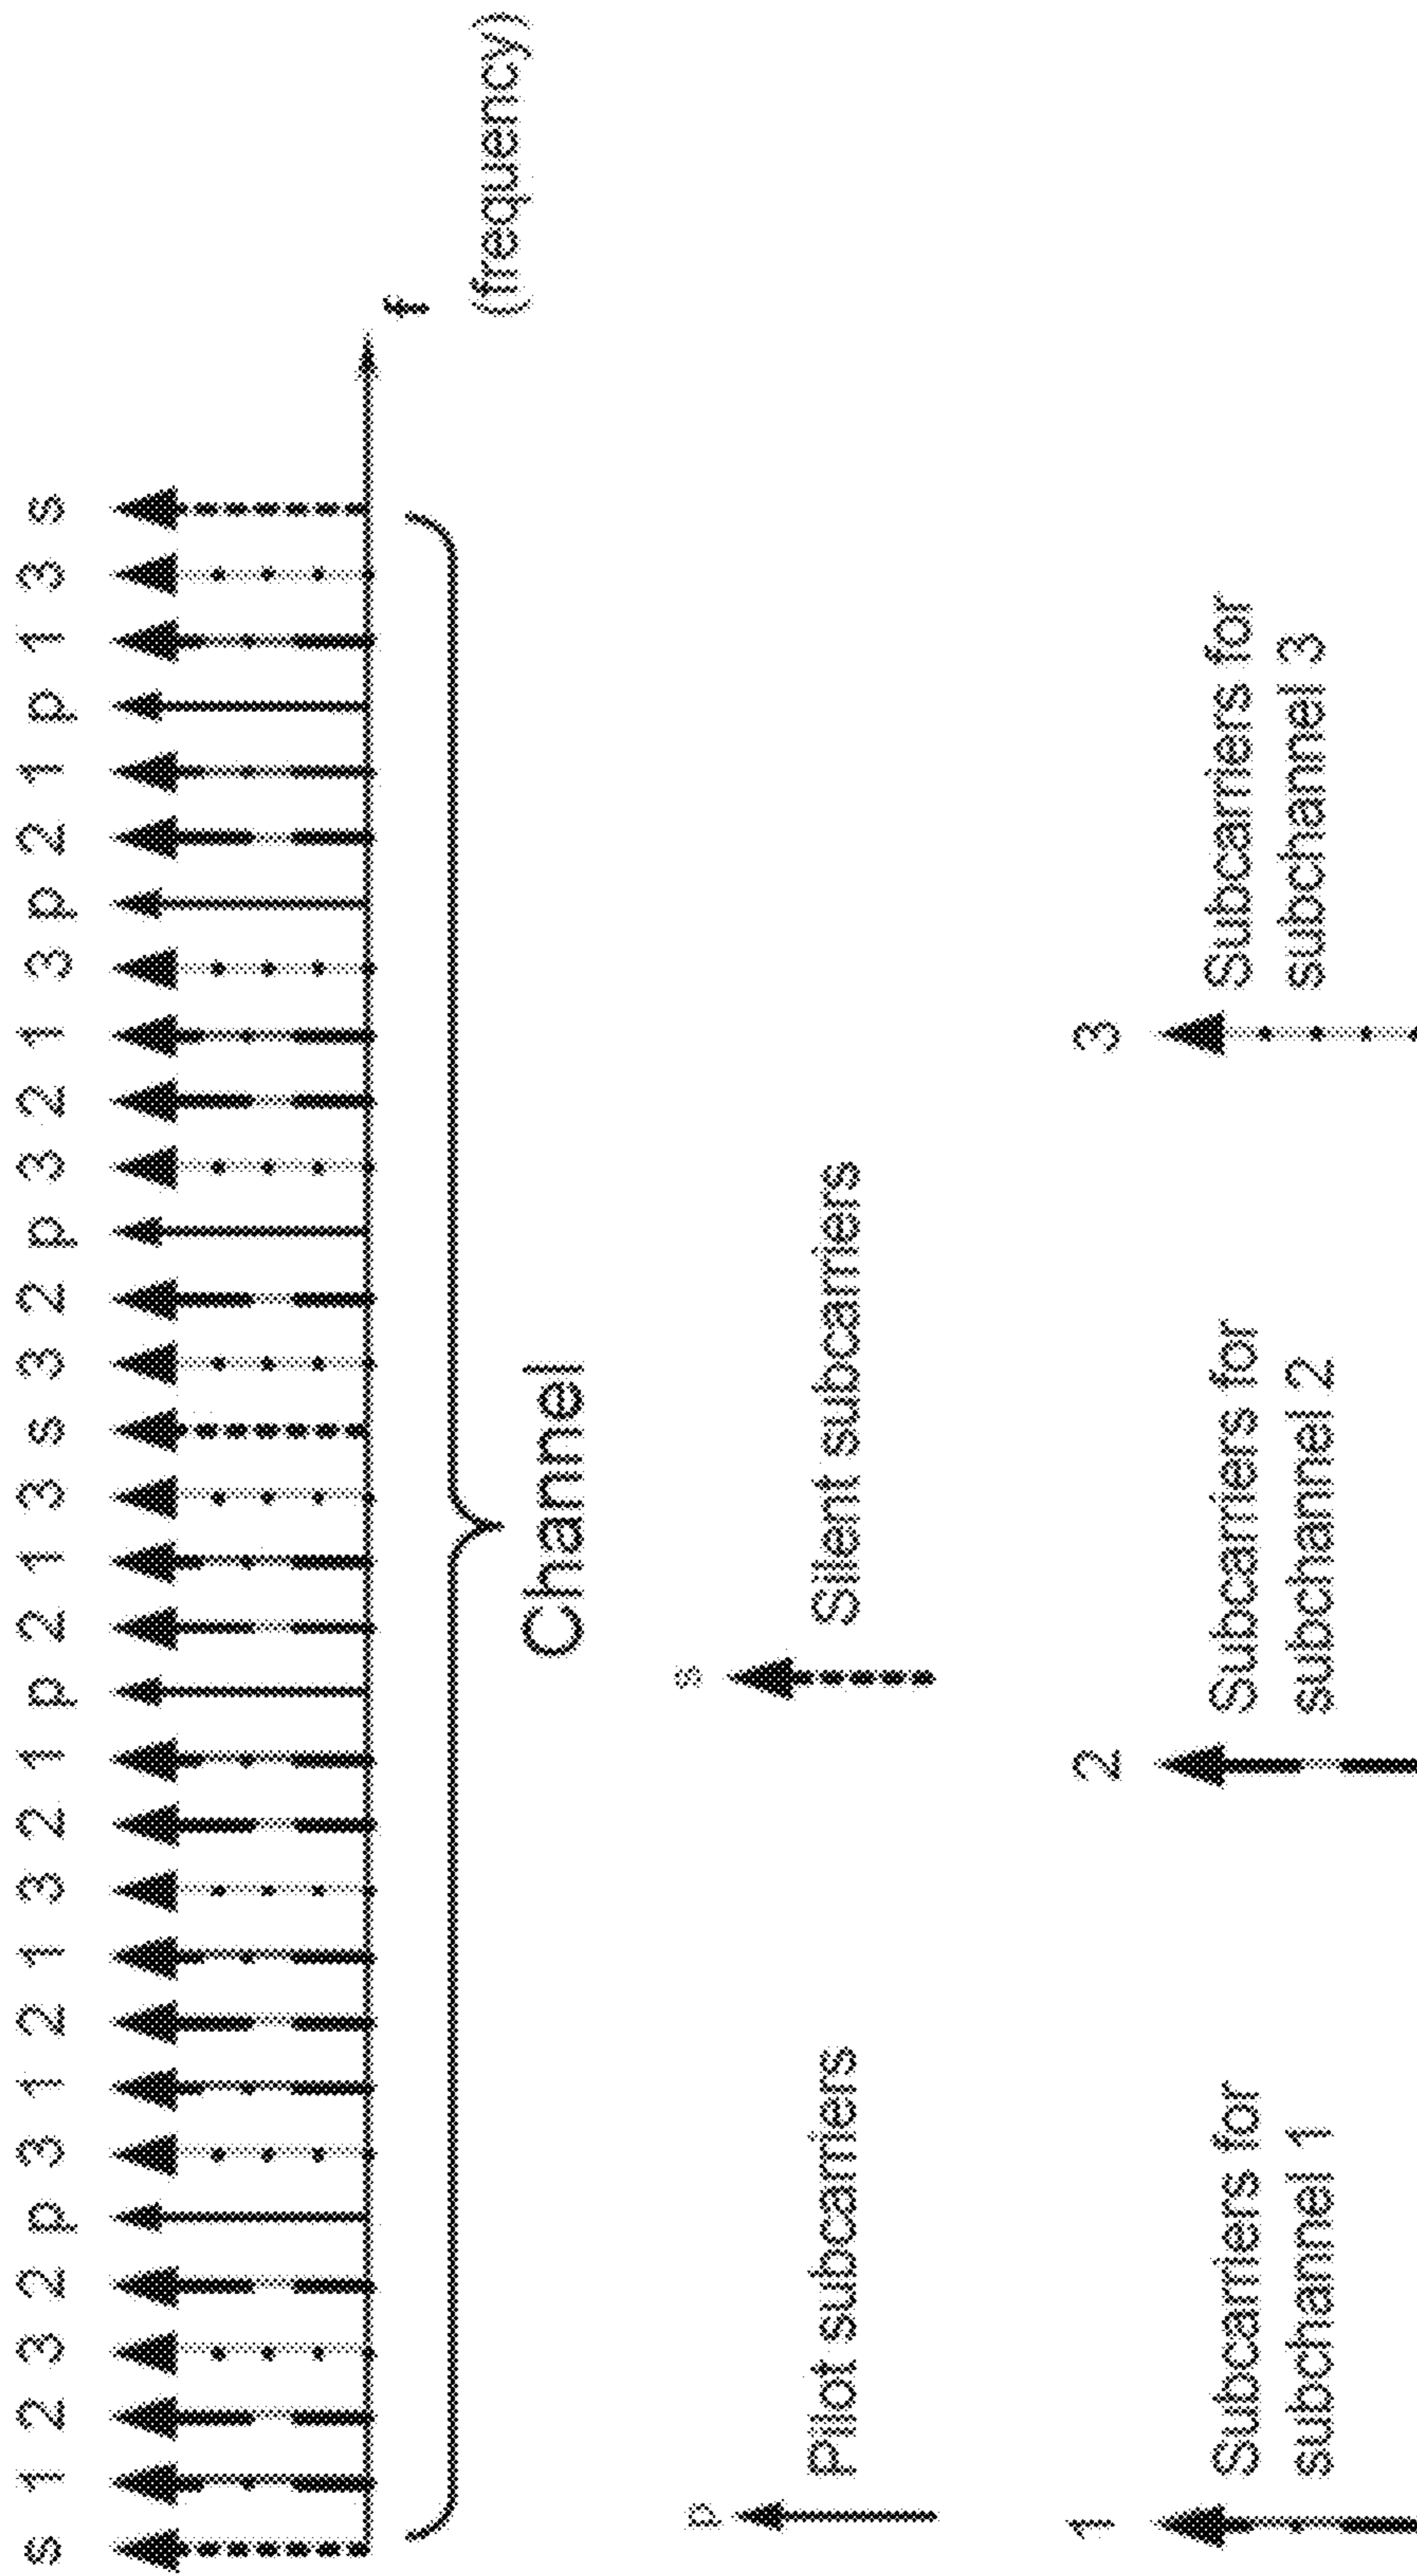 s 1 2 3 2 p 3 1 2 1 3 2 1 p 2 1 3 s 3 2 p 3 2 1 3 p 2 1 p 1 3 s
f
(frequency)
Channel
p
Pilot subcarriers
s
Silent subcarriers
1
Subcarriers for
subchannel 1
2
Subcarriers for
subchannel 2
3
Subcarriers for
subchannel 3